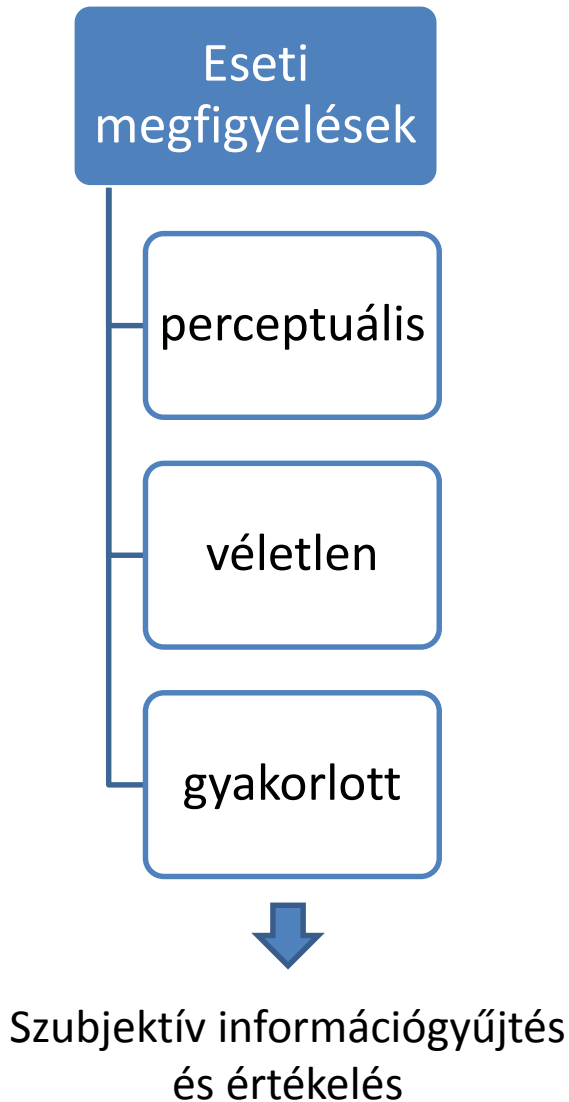 Eseti
megfigyelések
perceptuális
véletlen
gyakorlott
Szubjektív információgyűjtés
és értékelés